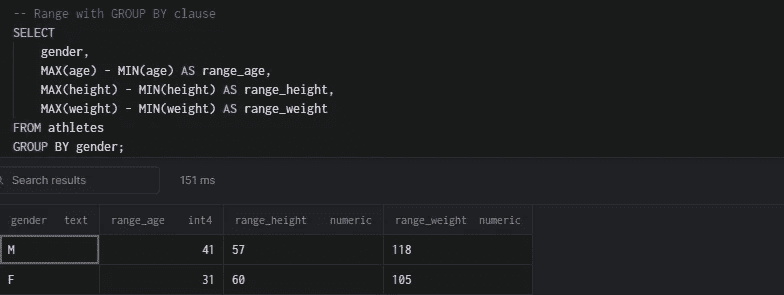 -- Range with GROUP BY clause
SELECT
gender,
MAX(age) - MIN(age) AS range_age,
MAX(height) - MIN(height) AS range_height,
MAX(weight) - MIN(weight) AS range_weight
FROM athletes
GROUP BY gender;
Search results 151 ms
gender text range_age int4 range_height numeric range_weight numeric
M 41 57 118
F 31 60 105